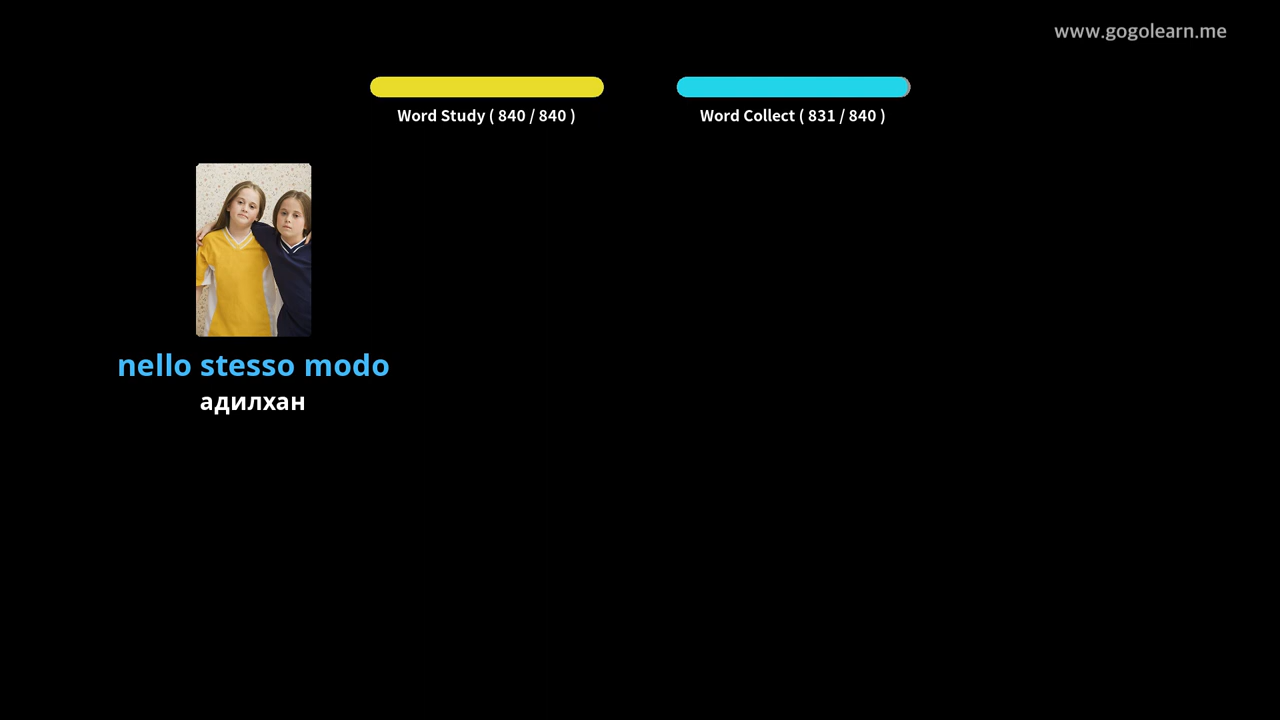 www.gogolearn.me
Word Study ( 840 / 840 )
Word Collect ( 831 / 840 )
nello stesso modo
адилхан